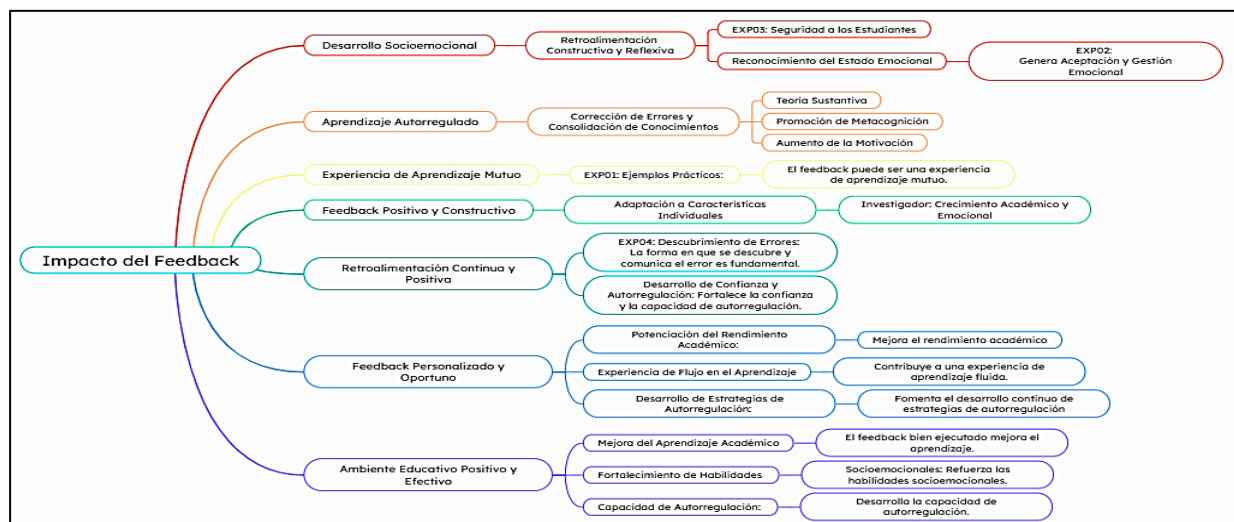 Impacto del Feedback
Desarrollo Socioemocional
Retroalimentación
Constructiva y Reflexiva
EXP03: Seguridad a los Estudiantes
Reconocimiento del Estado Emocional
EXP02:
Genera Aceptación y Gestión
Emocional
Aprendizaje Autorregulado
Corrección de Errores y
Consolidación de Conocimientos
Teoría Sustantiva
Promoción de Metacognición
Aumento de la Motivación
Experiencia de Aprendizaje Mutuo
EXP01: Ejemplos Prácticos:
El feedback puede ser una experiencia
de aprendizaje mutuo.
Feedback Positivo y Constructivo
Adaptación a Características
Individuales
Investigador: Crecimiento Académico y
Emocional
Retroalimentación Continua y
Positiva
EXP04: Descubrimiento de Errores:
La forma en que se descubre y
comunica el error es fundamental.
Desarrollo de Confianza y
Autorregulación: Fortalece la confianza
y la capacidad de autorregulación.
Feedback Personalizado y
Oportuno
Potenciación del Rendimiento
Académico:
Mejora el rendimiento académico
Experiencia de Flujo en el Aprendizaje
Contribuye a una experiencia de
aprendizaje fluida.
Desarrollo de Estrategias de
Autorregulación:
Fomenta el desarrollo continuo de
estrategias de autorregulación
Ambiente Educativo Positivo y
Efectivo
Mejora del Aprendizaje Académico
El feedback bien ejecutado mejora el
aprendizaje.
Fortalecimiento de Habilidades
Socioemocionales: Refuerza las
habilidades socioemocionales.
Capacidad de Autorregulación:
Desarrolla la capacidad de
autorregulación.